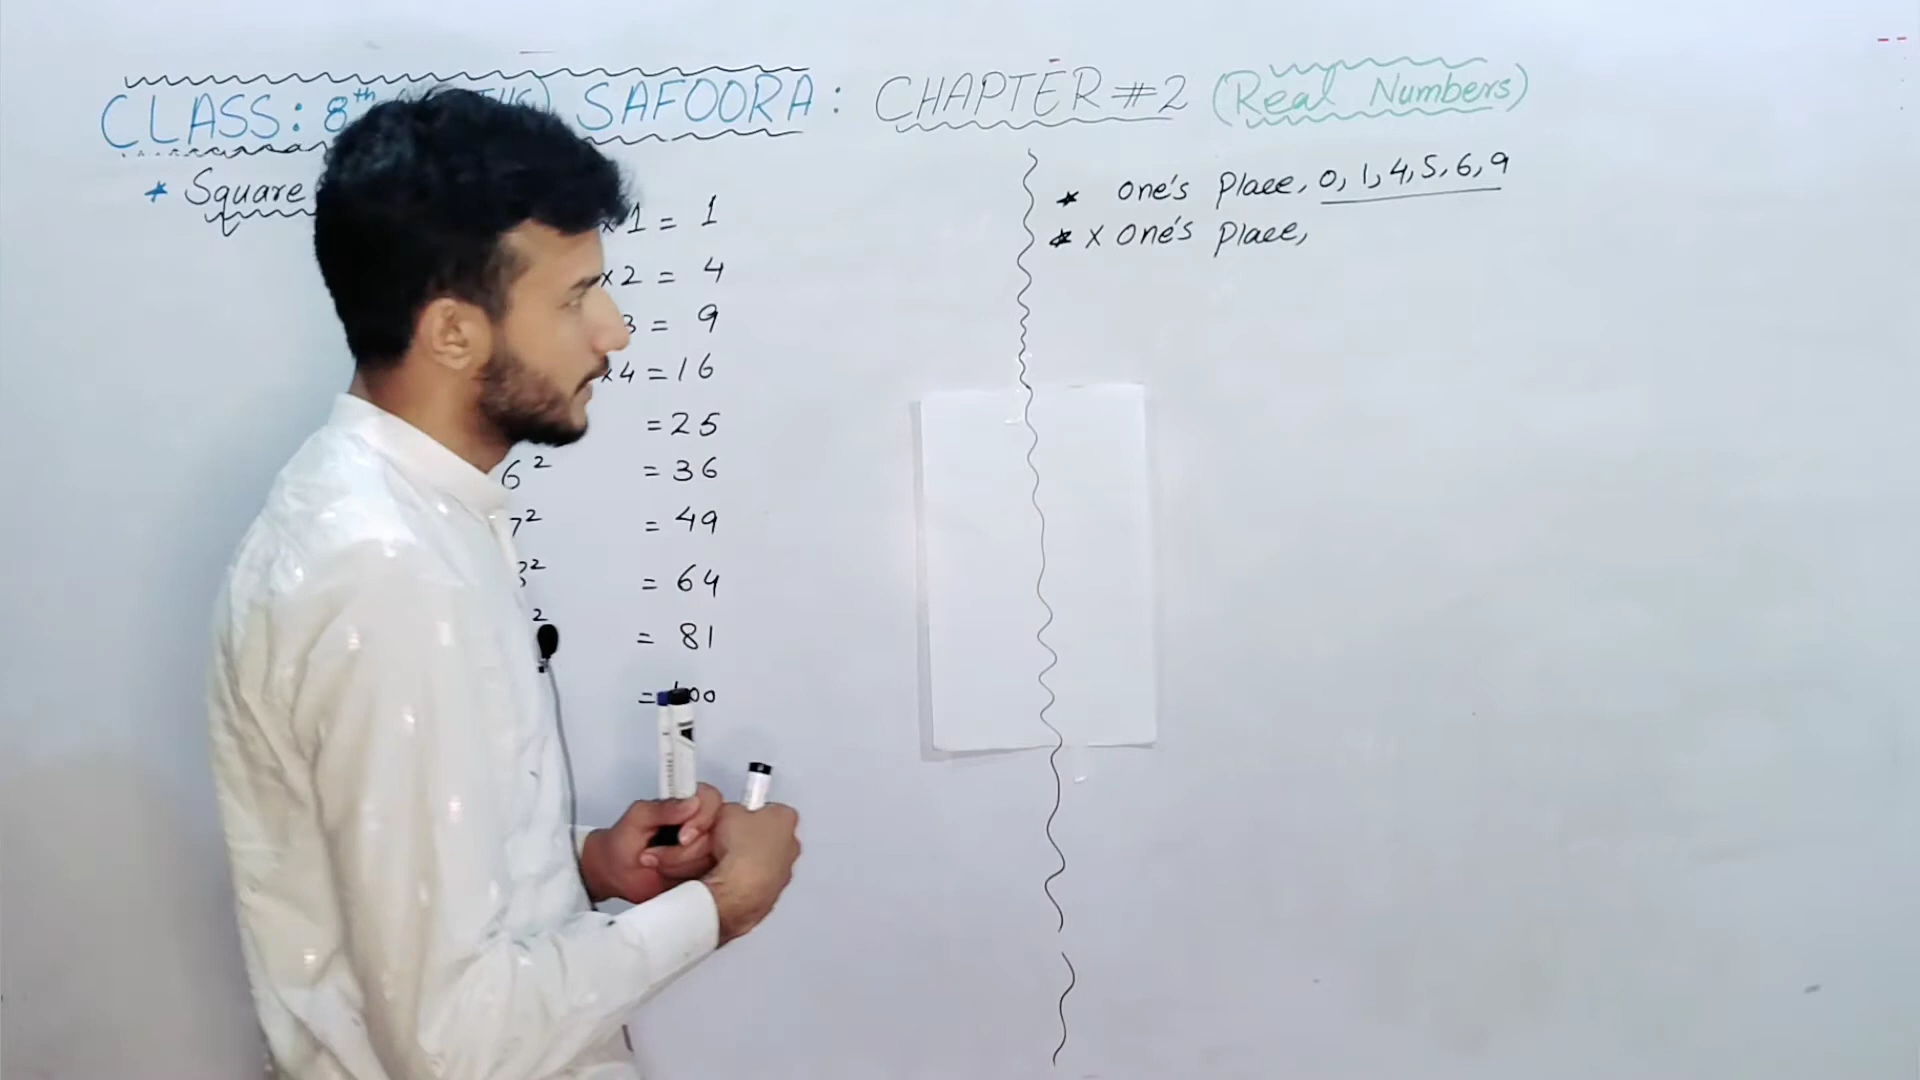 CLASS: 8th SAFOORA: CHAPTER #2 (Real Numbers)
* Square
×1 = 1
×2 = 4
3 = 9
×4 = 16
= 25
6² = 36
7² = 49
² = 64
² = 81
= 100
* One's Place, 0, 1, 4, 5, 6, 9
* × One's Place,